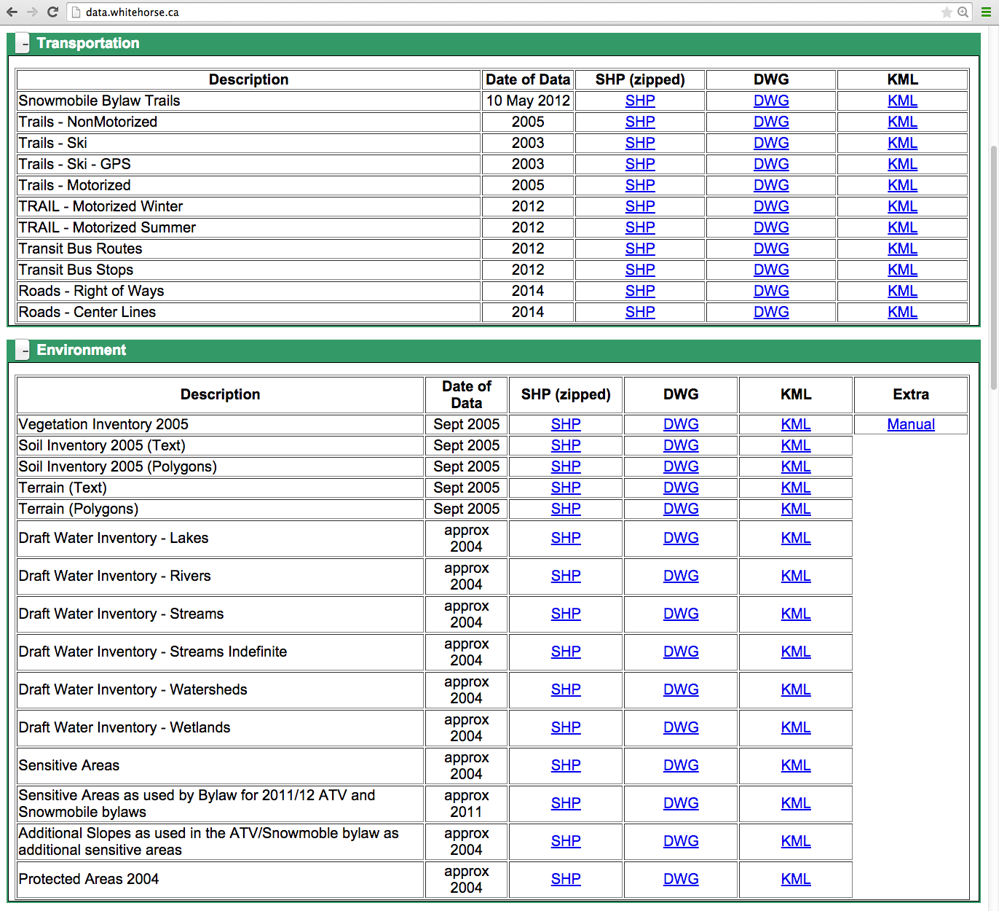 data.whitehorse.ca
- Transportation
Description Date of Data SHP (zipped) DWG KML
Snowmobile Bylaw Trails 10 May 2012 SHP DWG KML
Trails - NonMotorized 2005 SHP DWG KML
Trails - Ski 2003 SHP DWG KML
Trails - Ski - GPS 2003 SHP DWG KML
Trails - Motorized 2005 SHP DWG KML
TRAIL - Motorized Winter 2012 SHP DWG KML
TRAIL - Motorized Summer 2012 SHP DWG KML
Transit Bus Routes 2012 SHP DWG KML
Transit Bus Stops 2012 SHP DWG KML
Roads - Right of Ways 2014 SHP DWG KML
Roads - Center Lines 2014 SHP DWG KML
- Environment
Description Date of Data SHP (zipped) DWG KML Extra
Vegetation Inventory 2005 Sept 2005 SHP DWG KML Manual
Soil Inventory 2005 (Text) Sept 2005 SHP DWG KML
Soil Inventory 2005 (Polygons) Sept 2005 SHP DWG KML
Terrain (Text) Sept 2005 SHP DWG KML
Terrain (Polygons) Sept 2005 SHP DWG KML
Draft Water Inventory - Lakes approx 2004 SHP DWG KML
Draft Water Inventory - Rivers approx 2004 SHP DWG KML
Draft Water Inventory - Streams approx 2004 SHP DWG KML
Draft Water Inventory - Streams Indefinite approx 2004 SHP DWG KML
Draft Water Inventory - Watersheds approx 2004 SHP DWG KML
Draft Water Inventory - Wetlands approx 2004 SHP DWG KML
Sensitive Areas approx 2004 SHP DWG KML
Sensitive Areas as used by Bylaw for 2011/12 ATV and
Snowmobile bylaws approx 2011 SHP DWG KML
Additional Slopes as used in the ATV/Snowmoble bylaw as
additional sensitive areas approx 2004 SHP DWG KML
Protected Areas 2004 approx 2004 SHP DWG KML